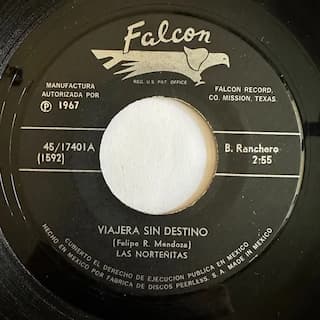 Falcon
REG. U.S. PAT. OFFICE
MANUFACTURA
AUTORIZADA POR
Ⓟ 1967
FALCON RECORD,
CO. MISSION, TEXAS
45/17401A
(1592)
B. Ranchero
2:55
VIAJERA SIN DESTINO
(Felipe R. Mendoza)
LAS NORTEÑITAS
CUBIERTO EL DERECHO DE EJECUCION PUBLICA EN MEXICO
HECHO EN MEXICO POR FABRICA DE DISCOS PEERLESS, MEXICO